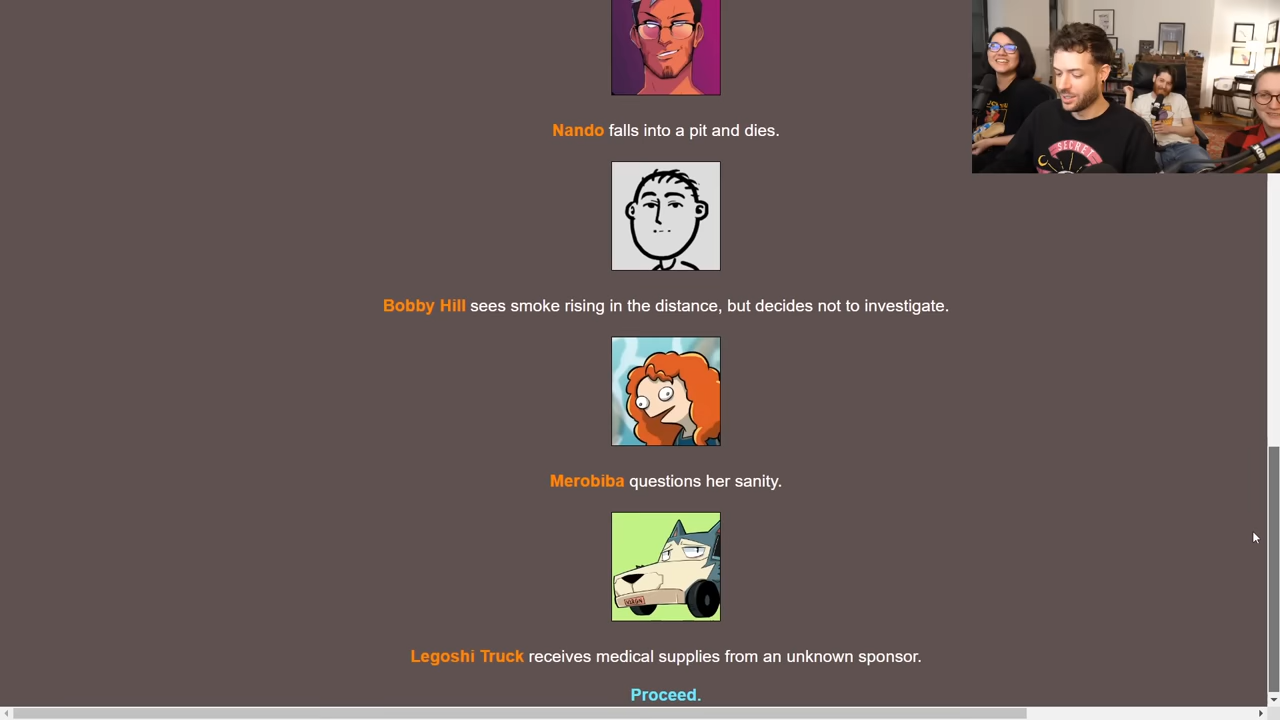 SECRET
Nando falls into a pit and dies.
Bobby Hill sees smoke rising in the distance, but decides not to investigate.
Merobiba questions her sanity.
Legoshi Truck receives medical supplies from an unknown sponsor.
Proceed.